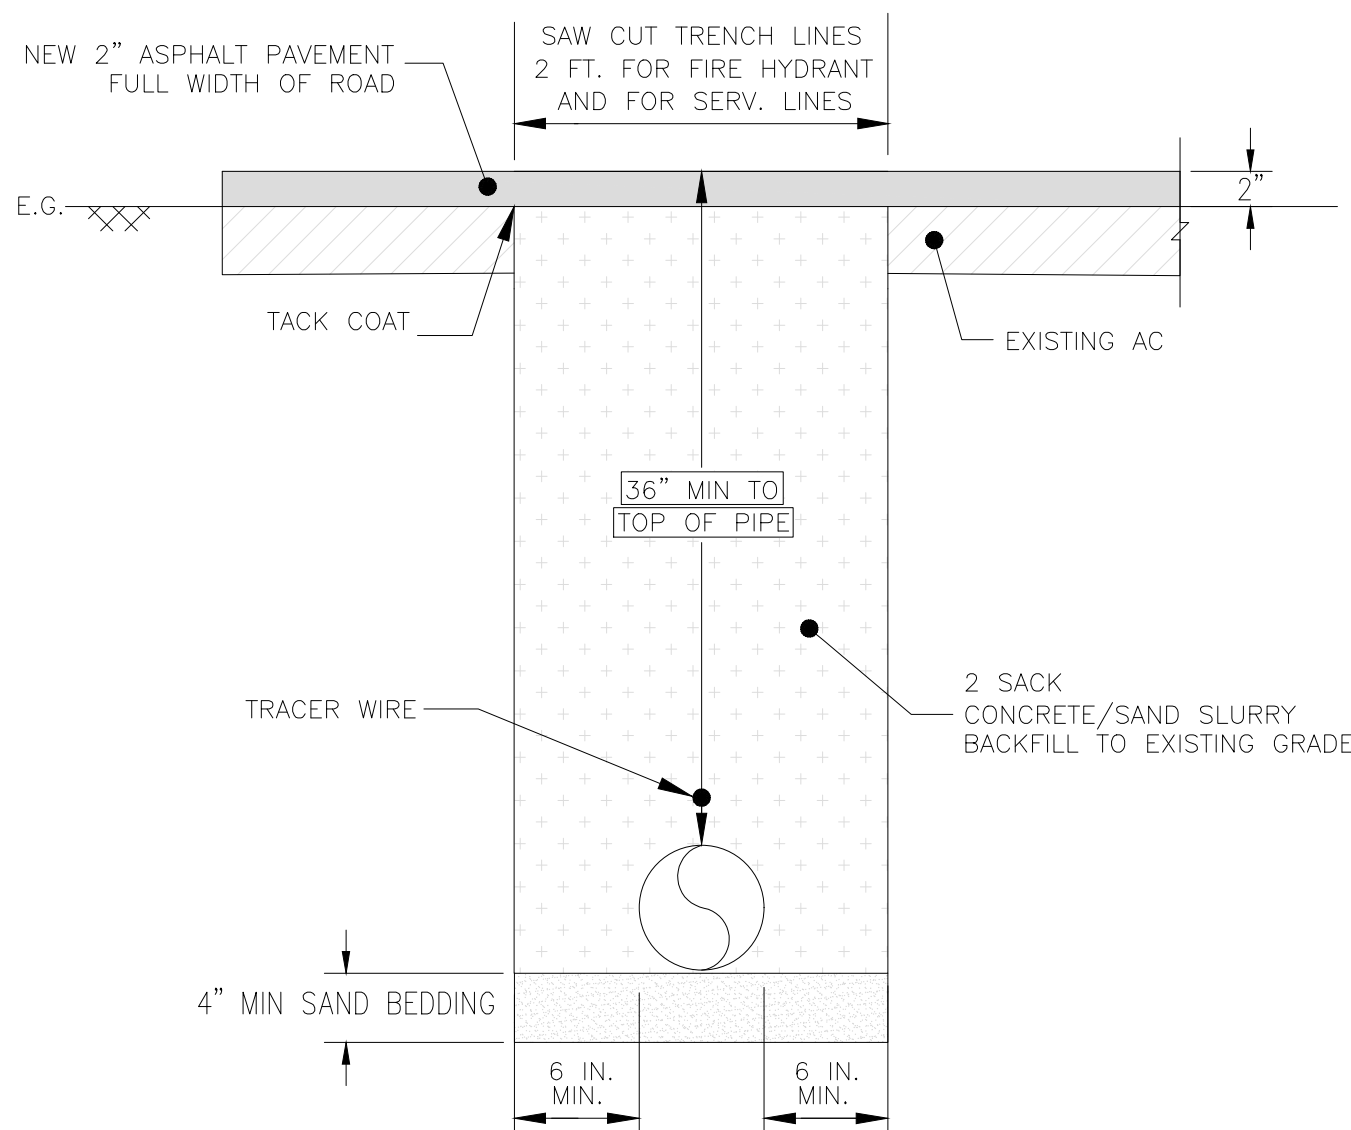 NEW 2” ASPHALT PAVEMENT
FULL WIDTH OF ROAD
SAW CUT TRENCH LINES
2 FT. FOR FIRE HYDRANT
AND FOR SERV. LINES
2”
E.G.
TACK COAT
EXISTING AC
36” MIN TO
TOP OF PIPE
TRACER WIRE
2 SACK
CONCRETE/SAND SLURRY
BACKFILL TO EXISTING GRADE
4” MIN SAND BEDDING
6 IN.
MIN.
6 IN.
MIN.